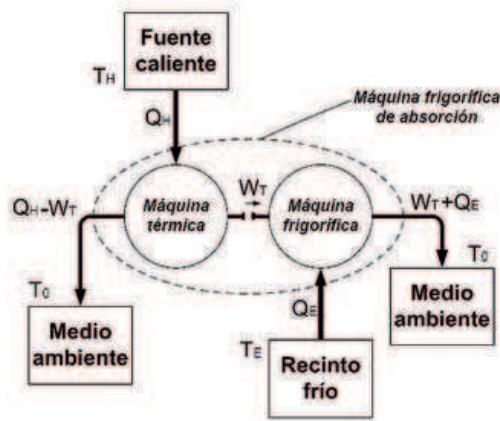 Fuente
caliente
TH
QH
Máquina frigorífica
de absorción
QH-WT
Máquina
térmica
WT
Máquina
frigorífica
WT+QE
T0
Medio
ambiente
QE
T0
Medio
ambiente
TE
Recinto
frío